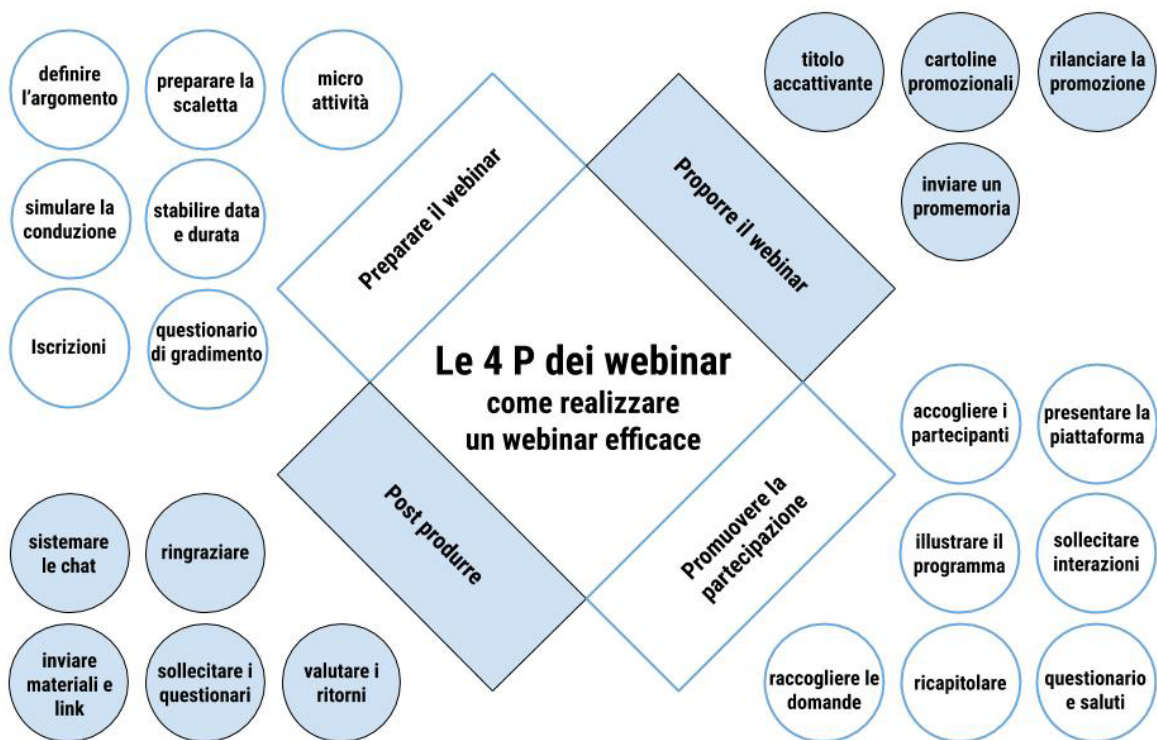 definire
l'argomento
preparare la
scaletta
micro
attività
simulare la
conduzione
stabilire data
e durata
Iscrizioni
questionario
di gradimento
Preparare il webinar
titolo
accattivante
cartoline
promozionali
rilanciare la
promozione
inviare un
promemoria
Proporre il webinar
Le 4 P dei webinar
come realizzare
un webinar efficace
Promuovere la
partecipazione
accogliere i
partecipanti
presentare la
piattaforma
illustrare il
programma
sollecitare
interazioni
raccogliere le
domande
ricapitolare
questionario
e saluti
Post produrre
sistemare
le chat
ringraziare
inviare
materiali e
link
sollecitare i
questionari
valutare i
ritorni